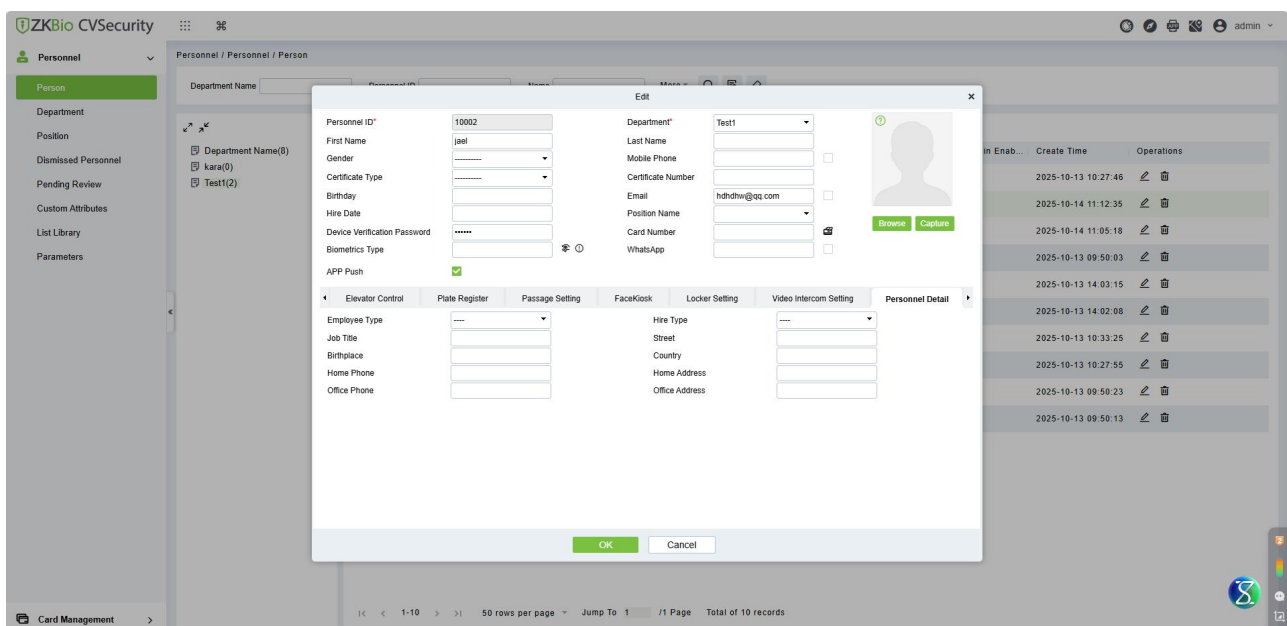 ZKBio CVSecurity
admin
Personnel
Person
Department
Position
Dismissed Personnel
Pending Review
Custom Attributes
List Library
Parameters
Card Management
Personnel / Personnel / Person
Department Name
Department Name(8)
kara(0)
Test1(2)
Edit
Personnel ID* 10002 Department* Test1
First Name jael Last Name
Gender ---------- Mobile Phone
Certificate Type ---------- Certificate Number
Birthday Email hdhdhw@qq.com
Hire Date Position Name
Device Verification Password •••••• Card Number
Biometrics Type WhatsApp
APP Push
Browse Capture
Elevator Control Plate Register Passage Setting FaceKiosk Locker Setting Video Intercom Setting Personnel Detail
Employee Type ---- Hire Type ----
Job Title Street
Birthplace Country
Home Phone Home Address
Office Phone Office Address
OK Cancel
in Enab... Create Time Operations
2025-10-13 10:27:46
2025-10-14 11:12:35
2025-10-14 11:05:18
2025-10-13 09:50:03
2025-10-13 14:03:15
2025-10-13 14:02:08
2025-10-13 10:33:25
2025-10-13 10:27:55
2025-10-13 09:50:23
2025-10-13 09:50:13
1-10 50 rows per page Jump To 1 /1 Page Total of 10 records